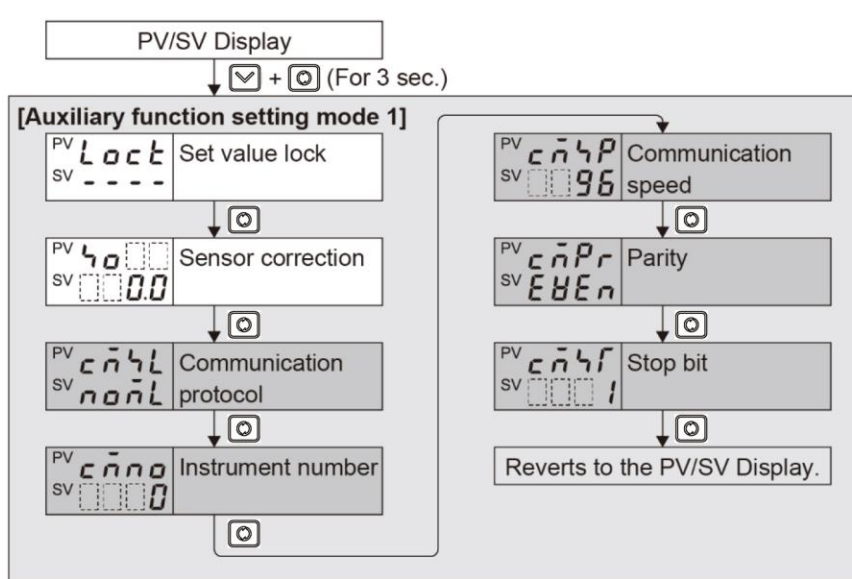 PV/SV Display
+ (For 3 sec.)
[Auxiliary function setting mode 1]
PV Lock
SV ----
Set value lock
PV So
SV 0.0
Sensor correction
PV cmSL
SV nomL
Communication
protocol
PV cmno
SV 0
Instrument number
PV cmSP
SV 96
Communication
speed
PV cmPr
SV EVEn
Parity
PV cmST
SV 1
Stop bit
Reverts to the PV/SV Display.